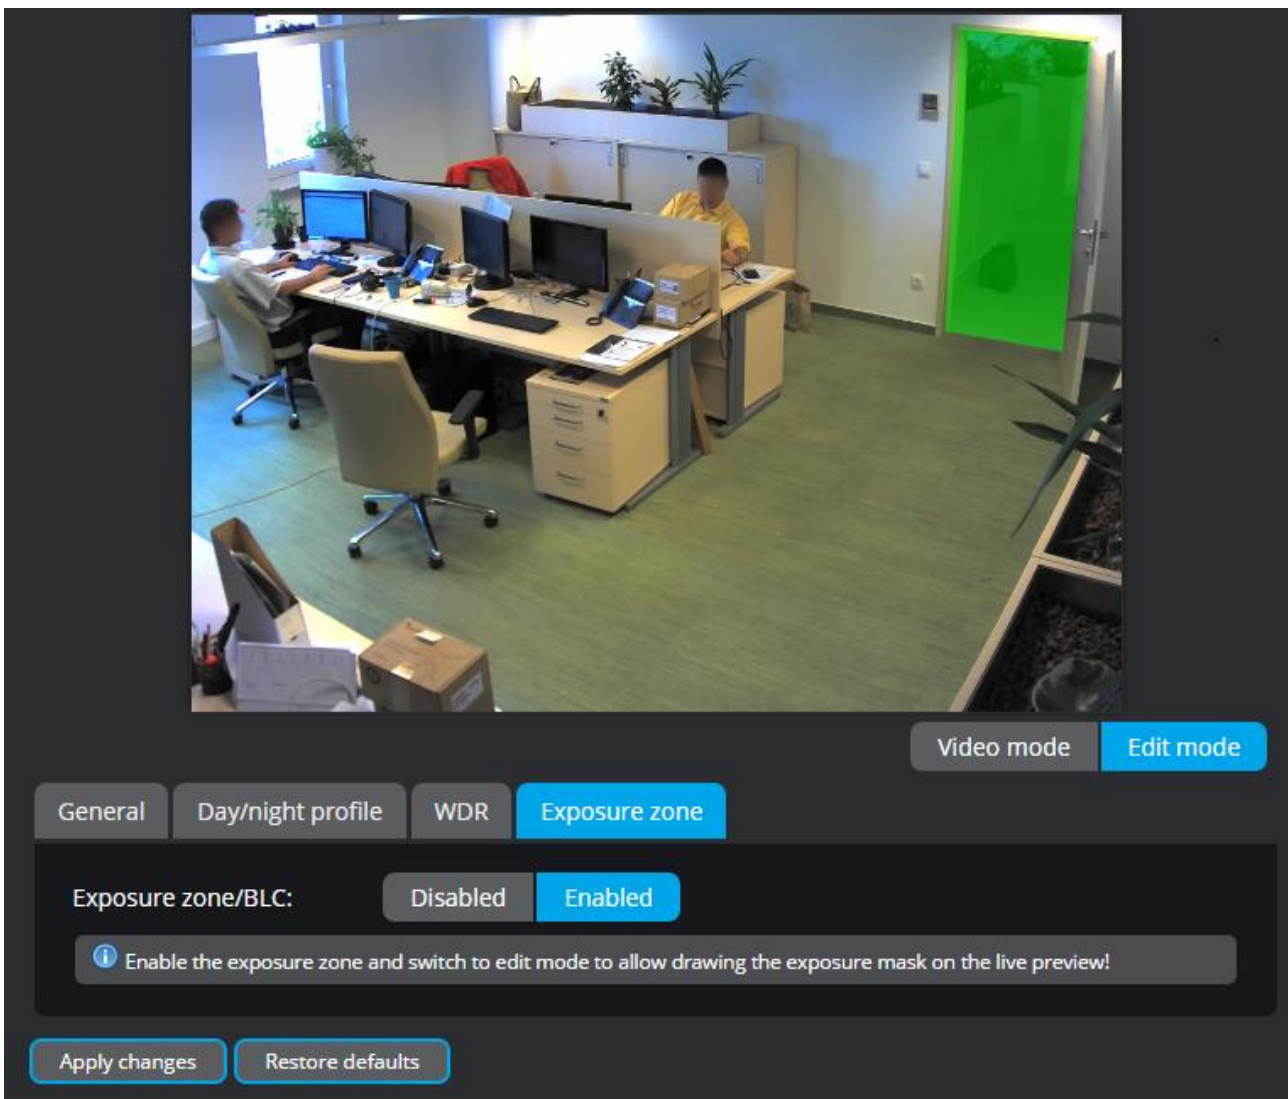 Video mode Edit mode
General Day/night profile WDR Exposure zone
Exposure zone/BLC: Disabled Enabled
Enable the exposure zone and switch to edit mode to allow drawing the exposure mask on the live preview!
Apply changes Restore defaults